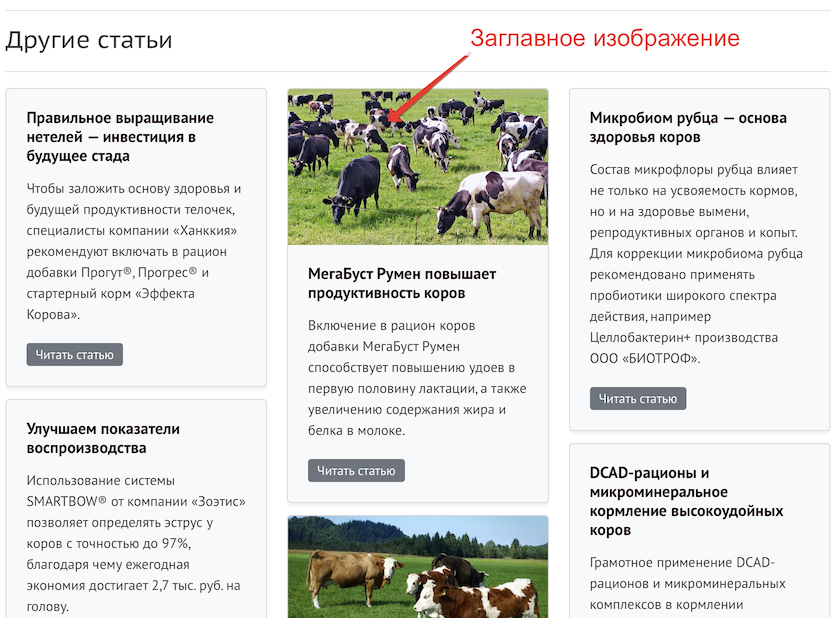 Другие статьи
Заглавное изображение
Правильное выращивание
нетелей — инвестиция в
будущее стада
Чтобы заложить основу здоровья и
будущей продуктивности телочек,
специалисты компании «Ханккия»
рекомендуют включать в рацион
добавки Прогут®, Прогрес® и
стартерный корм «Эффекта
Корова».
Читать статью
Улучшаем показатели
воспроизводства
Использование системы
SMARTBOW® от компании «Зоэтис»
позволяет определять эструс у
коров с точностью до 97%,
благодаря чему ежегодная
экономия достигает 2,7 тыс. руб. на
голову.
МегаБуст Румен повышает
продуктивность коров
Включение в рацион коров
добавки МегаБуст Румен
способствует повышению удоев в
первую половину лактации, а также
увеличению содержания жира и
белка в молоке.
Читать статью
Микробиом рубца — основа
здоровья коров
Состав микрофлоры рубца влияет
не только на усвояемость кормов,
но и на здоровье вымени,
репродуктивных органов и копыт.
Для коррекции микробиома рубца
рекомендовано применять
пробиотики широкого спектра
действия, например
Целлобактерин+ производства
ООО «БИОТРОФ».
Читать статью
DCAD-рационы и
микроминеральное
кормление высокоудойных
коров
Грамотное применение DCAD-
рационов и микроминеральных
комплексов в кормлении